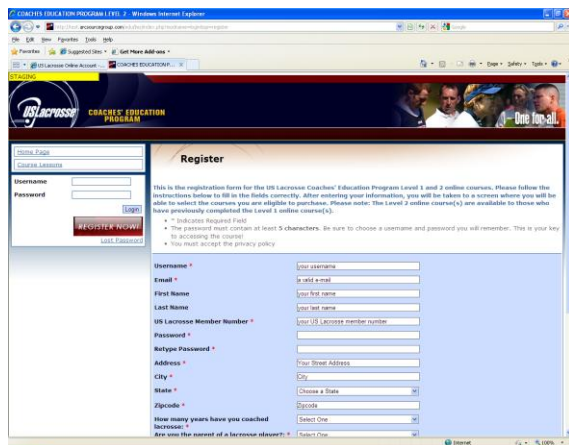 COACHES EDUCATION PROGRAM LEVEL 2 - Windows Internet Explorer
File Edit View Favorites Tools Help
Favorites Suggested Sites Get More Add-ons
US Lacrosse Online Account COACHES EDUCATION P...
Page Safety Tools
STAGING
US LACROSSE COACHES' EDUCATION
PROGRAM
One for all.
Home Page
Course Lessons
Username
Password
Login
REGISTER NOW!
Lost Password
Register
This is the registration form for the US Lacrosse Coaches' Education Program Level 1 and 2 online courses. Please follow the
instructions below to fill in the fields correctly. After entering your information, you will be taken to a screen where you will be
able to select the courses you are eligible to purchase. Please note: The Level 2 online course(s) are available to those who
have previously completed the Level 1 online course(s).
* Indicates Required Field
The password must contain at least 5 characters. Be sure to choose a username and password you will remember. This is your key
to accessing the course!
You must accept the privacy policy
Username * your username
Email * a valid e-mail
First Name your first name
Last Name your last name
US Lacrosse Member Number * your US Lacrosse member number
Password *
Retype Password *
Address * Your Street Address
City * City
State * Choose a State
Zipcode * Zipcode
How many years have you coached Select One
lacrosse: *
Are you the parent of a lacrosse player?: * Select One
Internet 100%